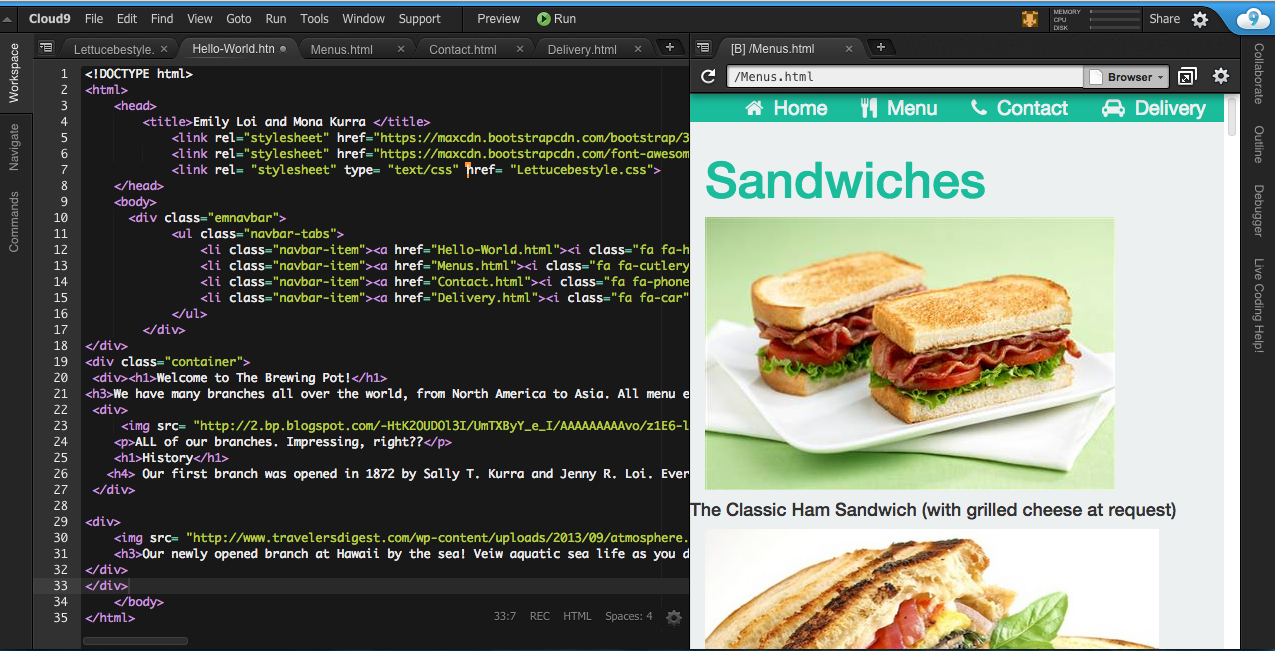 Cloud9 File Edit Find View Goto Run Tools Window Support Preview Run MEMORY CPU DISK Share
Workspace
Navigate
Commands
Lettucebestyle. × Hello-World.htn Menus.html × Contact.html × Delivery.html ×
1 <!DOCTYPE html>
2 <html>
3 <head>
4 <title>Emily Loi and Mona Kurra </title>
5 <link rel="stylesheet" href="https://maxcdn.bootstrapcdn.com/bootstrap/3
6 <link rel="stylesheet" href="https://maxcdn.bootstrapcdn.com/font-awesom
7 <link rel= "stylesheet" type= "text/css" href= "Lettucebestyle.css">
8 </head>
9 <body>
10 <div class="emnavbar">
11 <ul class="navbar-tabs">
12 <li class="navbar-item"><a href="Hello-World.html"><i class="fa fa-h
13 <li class="navbar-item"><a href="Menus.html"><i class="fa fa-cutlery
14 <li class="navbar-item"><a href="Contact.html"><i class="fa fa-phone
15 <li class="navbar-item"><a href="Delivery.html"><i class="fa fa-car"
16 </ul>
17 </div>
18 </div>
19 <div class="container">
20 <div><h1>Welcome to The Brewing Pot!</h1>
21 <h3>We have many branches all over the world, from North America to Asia. All menu e
22 <div>
23 <img src= "http://2.bp.blogspot.com/-HtK2OUDOl3I/UmTXByY_e_I/AAAAAAAAAvo/z1E6-l
24 <p>ALL of our branches. Impressing, right??</p>
25 <h1>History</h1>
26 <h4> Our first branch was opened in 1872 by Sally T. Kurra and Jenny R. Loi. Ever
27 </div>
28
29 <div>
30 <img src= "http://www.travelersdigest.com/wp-content/uploads/2013/09/atmosphere.
31 <h3>Our newly opened branch at Hawaii by the sea! Veiw aquatic sea life as you d
32 </div>
33 </div>
34 </body>
35 </html>
33:7 REC HTML Spaces: 4
[B] /Menus.html ×
/Menus.html Browser
Home Menu Contact Delivery
Sandwiches
The Classic Ham Sandwich (with grilled cheese at request)
Collaborate
Outline
Debugger
Live Coding Help!